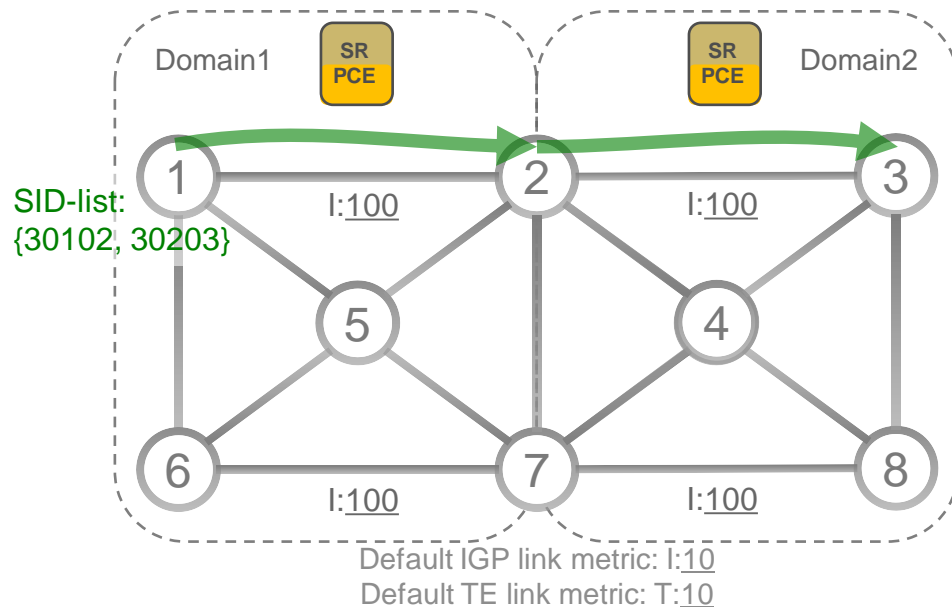 Domain1
SR
PCE
SR
PCE
Domain2
1
2
3
I:100
I:100
SID-list:
{30102, 30203}
5
4
6
7
8
I:100
I:100
Default IGP link metric: I:10
Default TE link metric: T:10